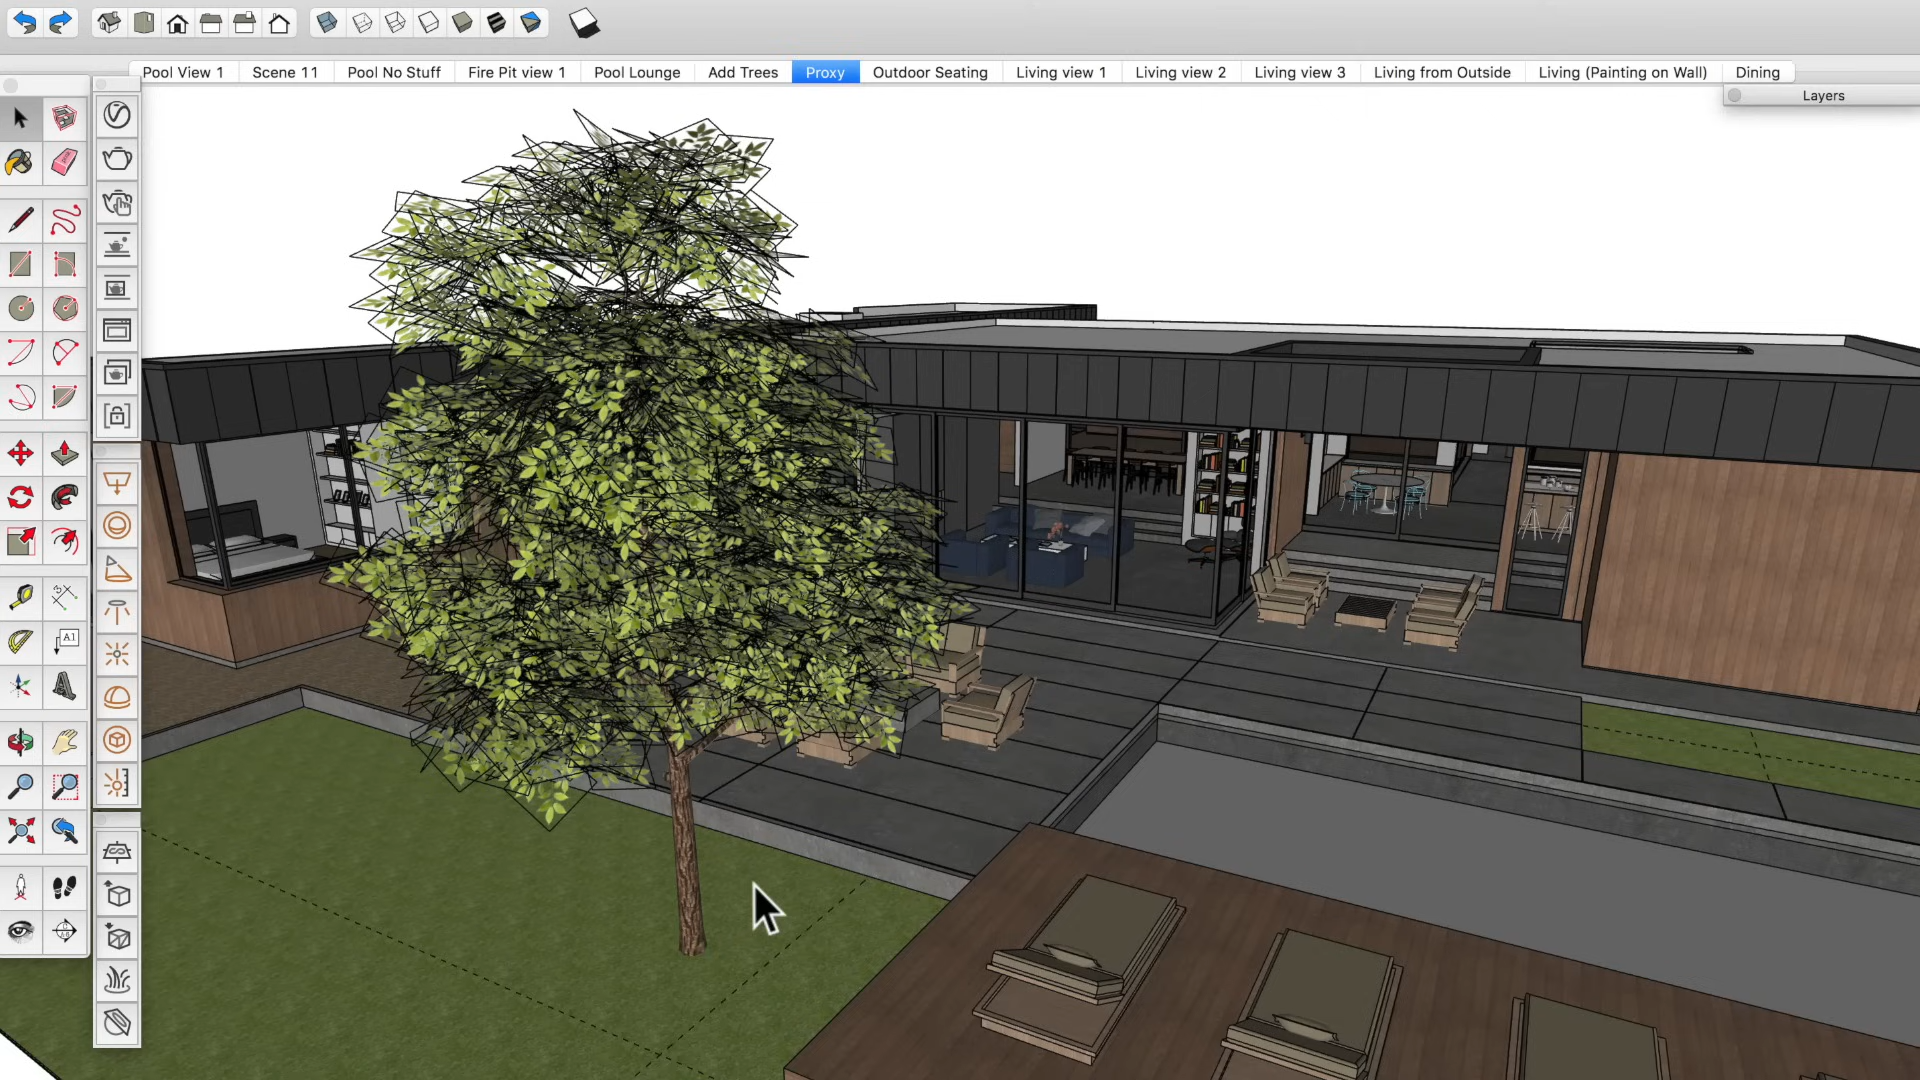 Pool View 1 Scene 11 Pool No Stuff Fire Pit view 1 Pool Lounge Add Trees Proxy Outdoor Seating Living view 1 Living view 2 Living view 3 Living from Outside Living (Painting on Wall) Dining
Layers
A1